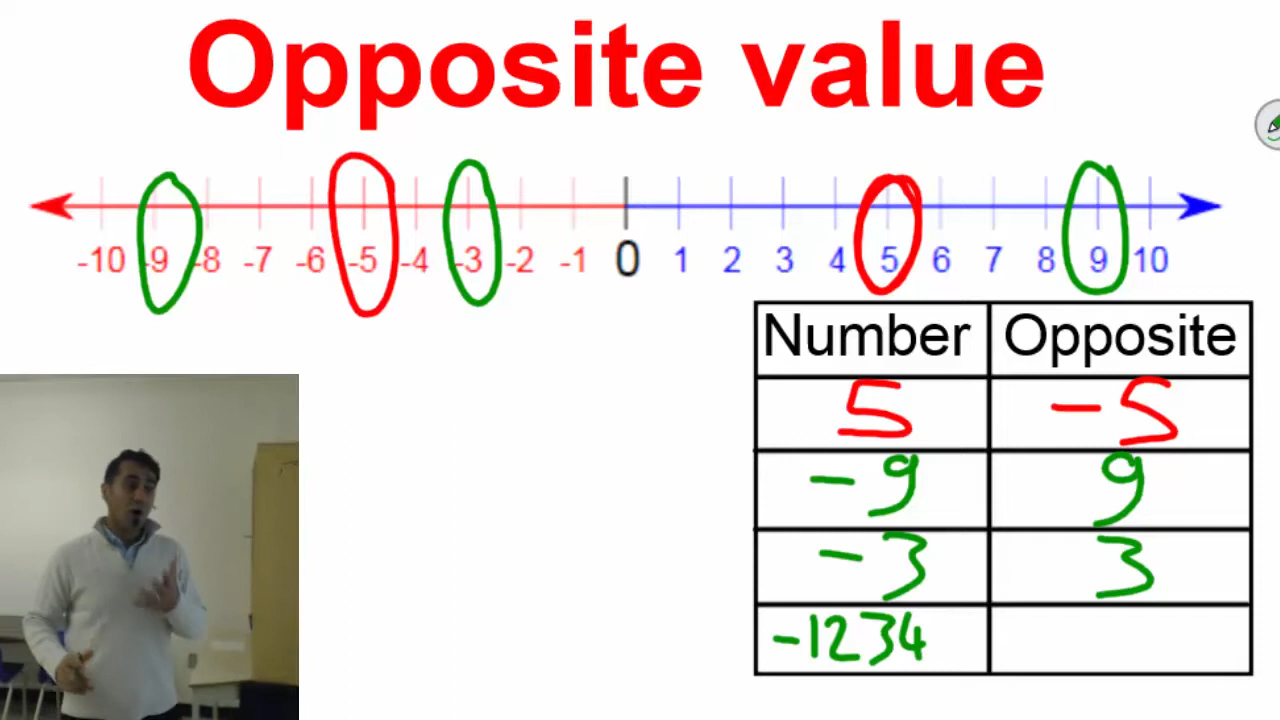 Opposite value
-10 -9 -8 -7 -6 -5 -4 -3 -2 -1 0 1 2 3 4 5 6 7 8 9 10
Number Opposite
5 -5
-9 9
-3 3
-1234